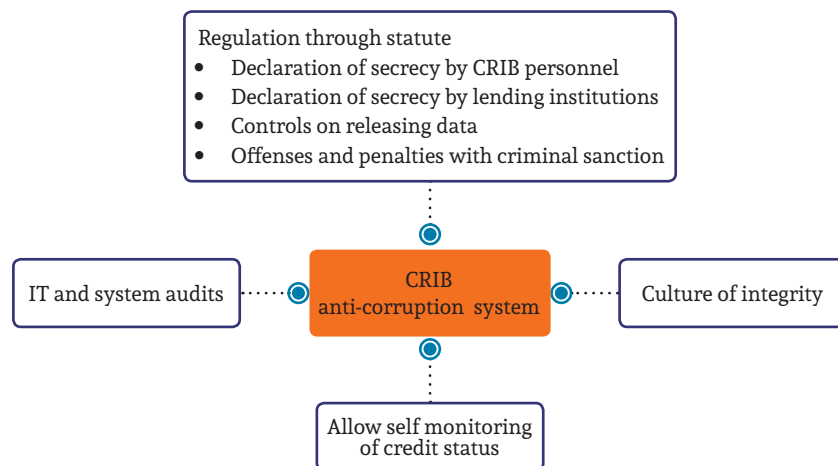 Regulation through statute
• Declaration of secrecy by CRIB personnel
• Declaration of secrecy by lending institutions
• Controls on releasing data
• Offenses and penalties with criminal sanction
IT and system audits
CRIB
anti-corruption system
Culture of integrity
Allow self monitoring
of credit status